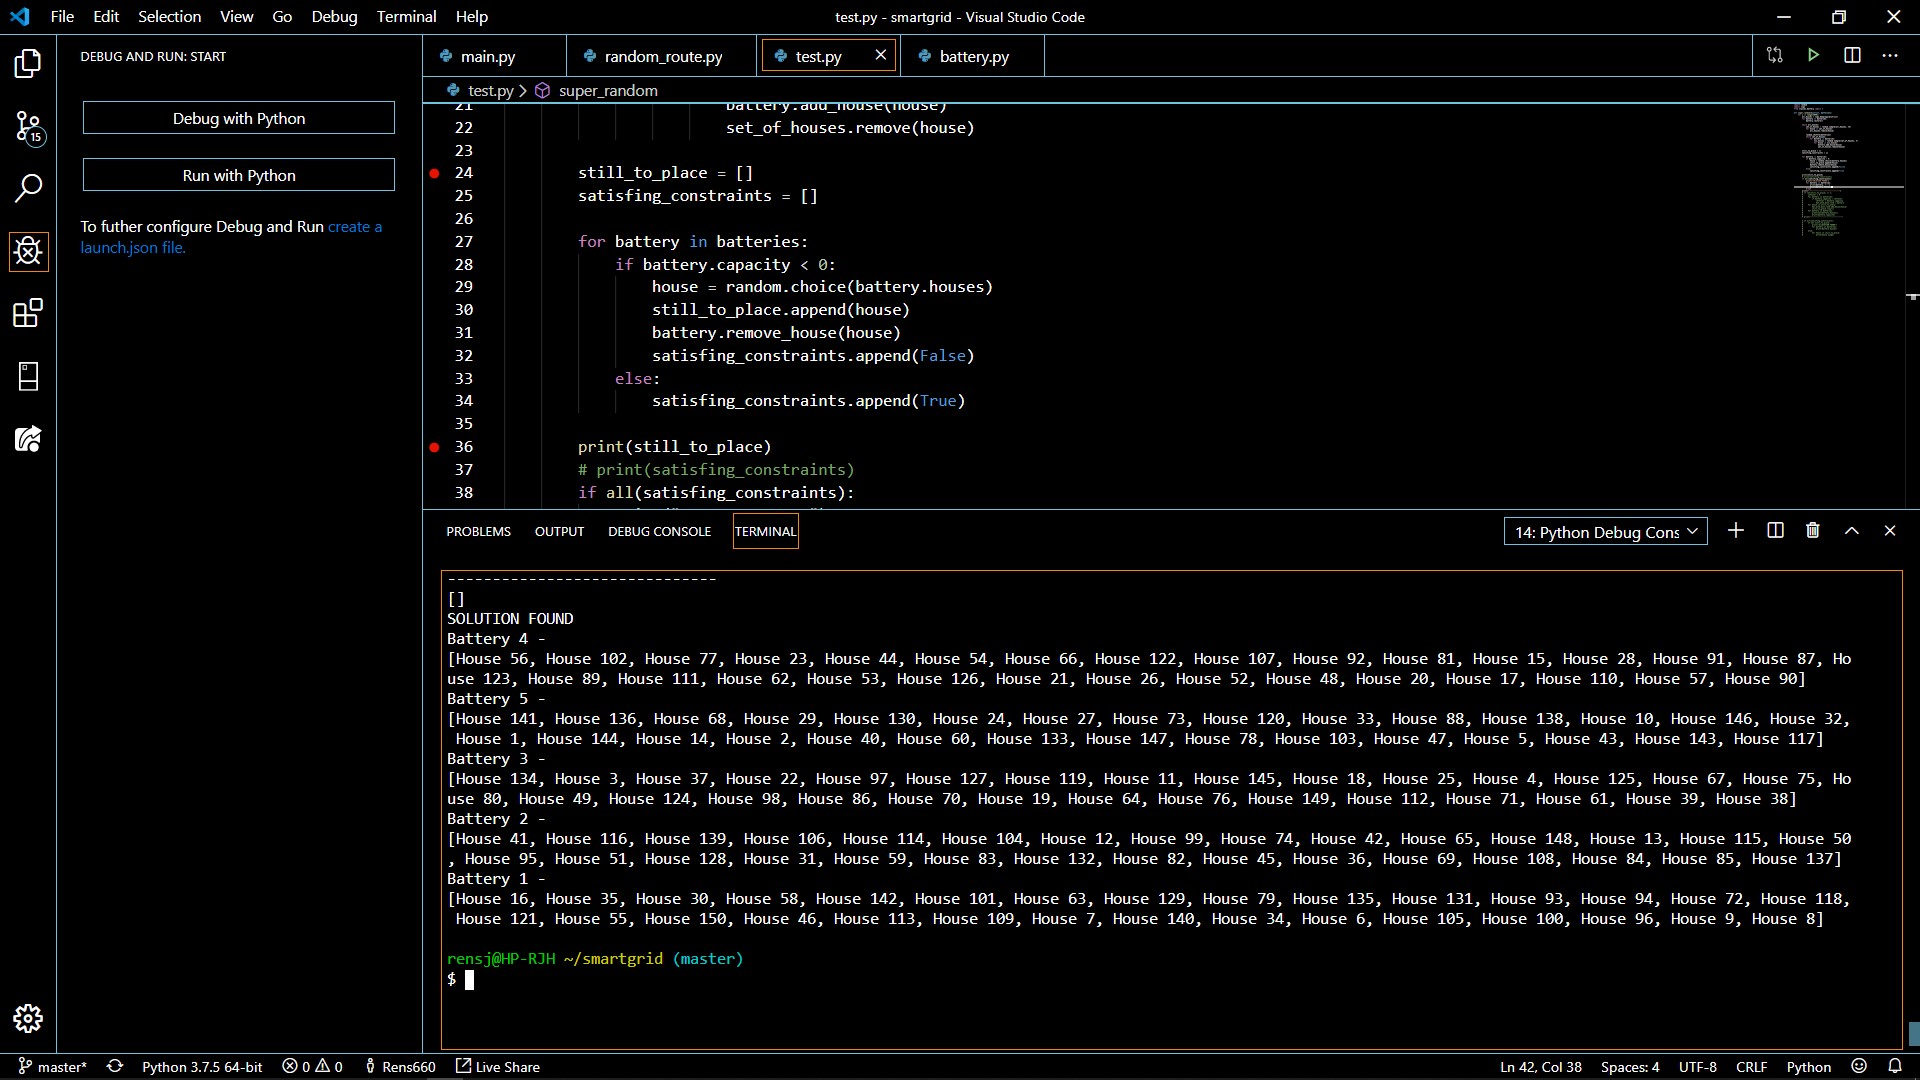 File Edit Selection View Go Debug Terminal Help
test.py - smartgrid - Visual Studio Code
DEBUG AND RUN: START
Debug with Python
Run with Python
To futher configure Debug and Run create a
launch.json file.
15
main.py random_route.py test.py battery.py
test.py > super_random
21 battery.add_house(house)
22 set_of_houses.remove(house)
23
24 still_to_place = []
25 satisfing_constraints = []
26
27 for battery in batteries:
28 if battery.capacity < 0:
29 house = random.choice(battery.houses)
30 still_to_place.append(house)
31 battery.remove_house(house)
32 satisfing_constraints.append(False)
33 else:
34 satisfing_constraints.append(True)
35
36 print(still_to_place)
37 # print(satisfing_constraints)
38 if all(satisfing_constraints):
PROBLEMS OUTPUT DEBUG CONSOLE TERMINAL
14: Python Debug Cons
------------------------------
[]
SOLUTION FOUND
Battery 4 -
[House 56, House 102, House 77, House 23, House 44, House 54, House 66, House 122, House 107, House 92, House 81, House 15, House 28, House 91, House 87, Ho
use 123, House 89, House 111, House 62, House 53, House 126, House 21, House 26, House 52, House 48, House 20, House 17, House 110, House 57, House 90]
Battery 5 -
[House 141, House 136, House 68, House 29, House 130, House 24, House 27, House 73, House 120, House 33, House 88, House 138, House 10, House 146, House 32,
House 1, House 144, House 14, House 2, House 40, House 60, House 133, House 147, House 78, House 103, House 47, House 5, House 43, House 143, House 117]
Battery 3 -
[House 134, House 3, House 37, House 22, House 97, House 127, House 119, House 11, House 145, House 18, House 25, House 4, House 125, House 67, House 75, Ho
use 80, House 49, House 124, House 98, House 86, House 70, House 19, House 64, House 76, House 149, House 112, House 71, House 61, House 39, House 38]
Battery 2 -
[House 41, House 116, House 139, House 106, House 114, House 104, House 12, House 99, House 74, House 42, House 65, House 148, House 13, House 115, House 50
, House 95, House 51, House 128, House 31, House 59, House 83, House 132, House 82, House 45, House 36, House 69, House 108, House 84, House 85, House 137]
Battery 1 -
[House 16, House 35, House 30, House 58, House 142, House 101, House 63, House 129, House 79, House 135, House 131, House 93, House 94, House 72, House 118,
House 121, House 55, House 150, House 46, House 113, House 109, House 7, House 140, House 34, House 6, House 105, House 100, House 96, House 9, House 8]
rensj@HP-RJH ~/smartgrid (master)
$
master* Python 3.7.5 64-bit 0 0 Rens660 Live Share Ln 42, Col 38 Spaces: 4 UTF-8 CRLF Python